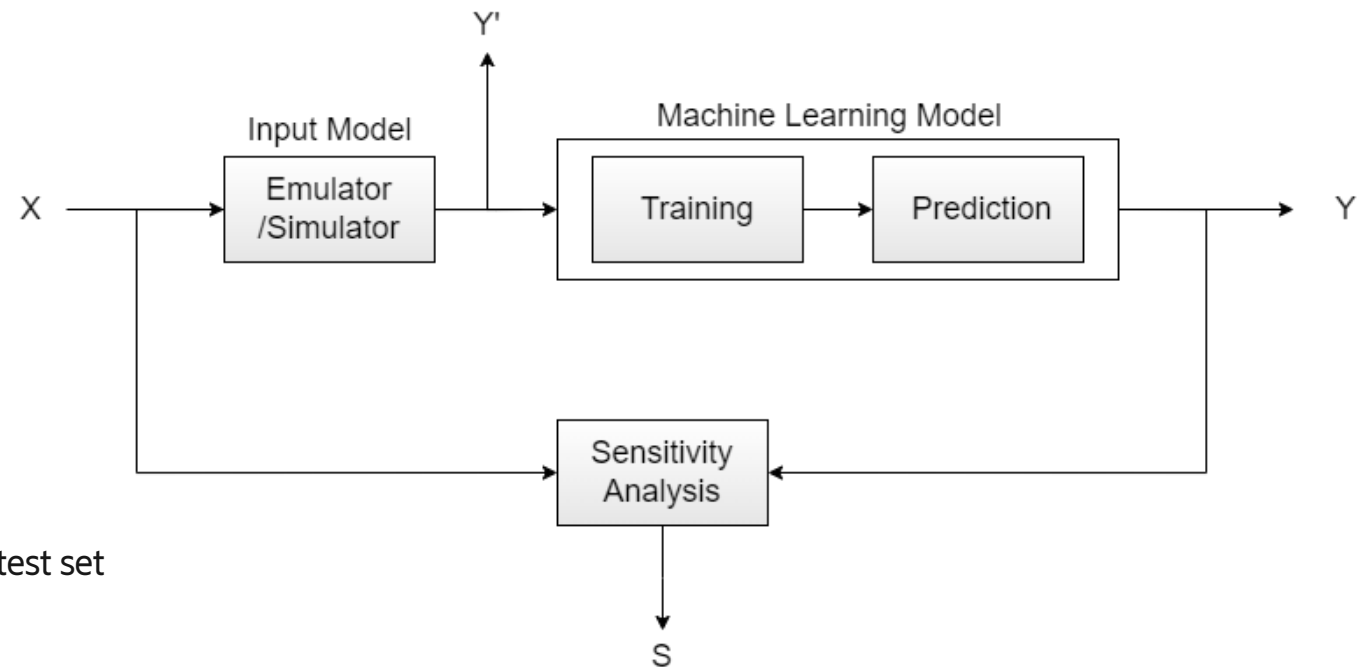 Y'
Input Model
Machine Learning Model
X
Emulator
/Simulator
Training
Prediction
Y
Sensitivity
Analysis
test set
S